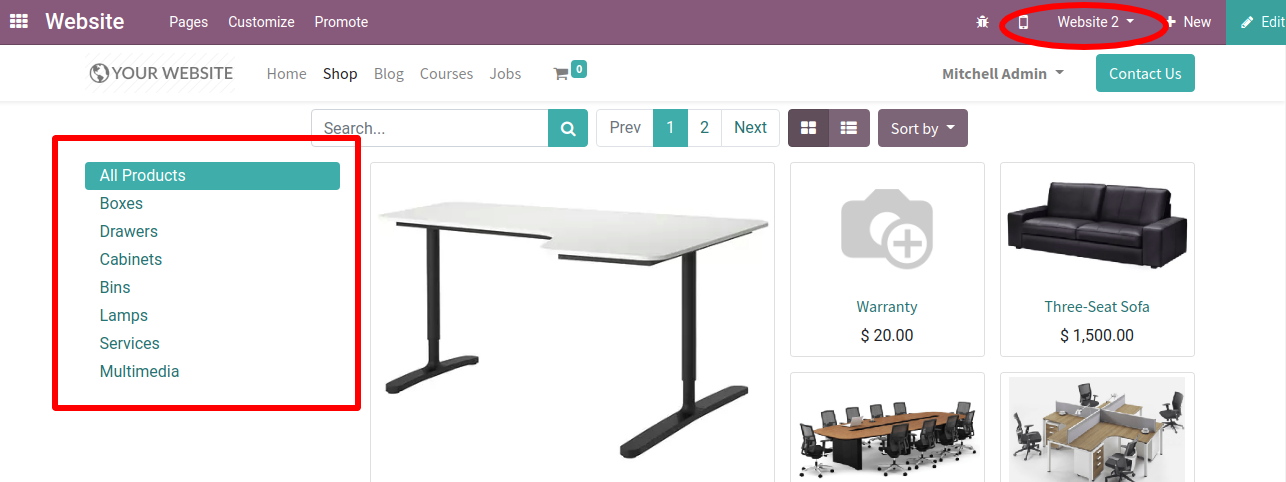 Website Pages Customize Promote Website 2 New Edit
YOUR WEBSITE Home Shop Blog Courses Jobs 0 Mitchell Admin Contact Us
Search... Prev 1 2 Next Sort by
All Products
Boxes
Drawers
Cabinets
Bins
Lamps
Services
Multimedia
Warranty
$ 20.00
Three-Seat Sofa
$ 1,500.00